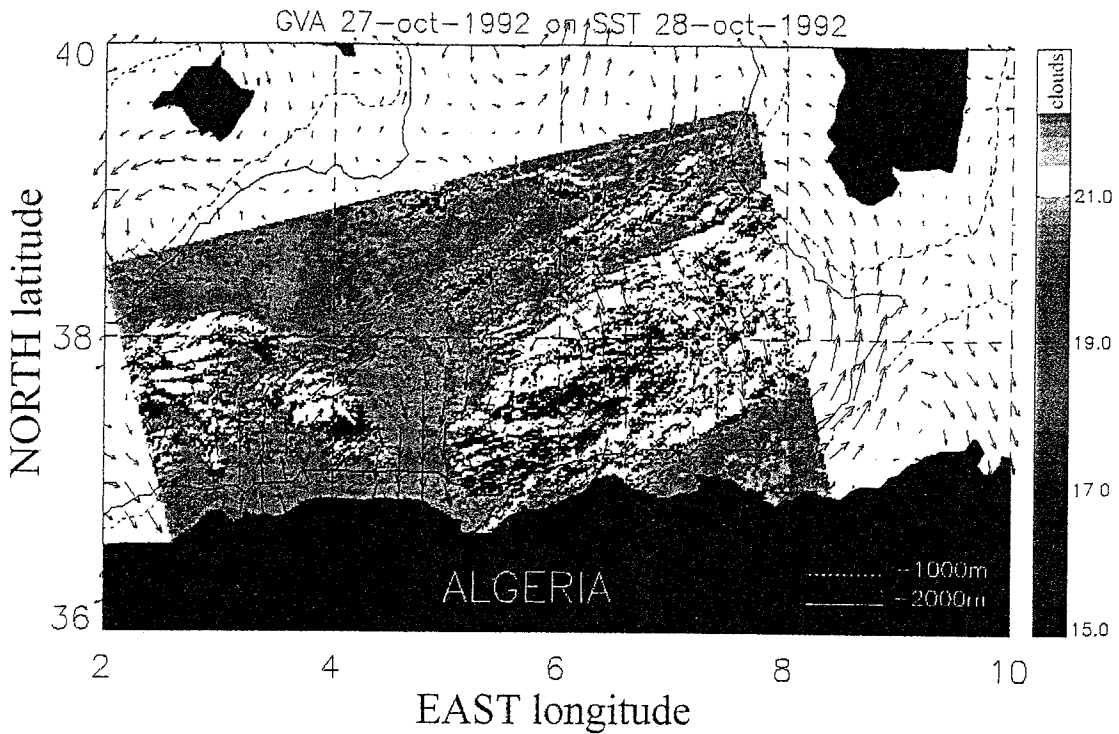 GVA 27-oct-1992 on SST 28-oct-1992
40
38
36
NORTH latitude
2
4
6
8
10
EAST longitude
ALGERIA
-1000m
-2000m
clouds
21.0
19.0
17.0
15.0